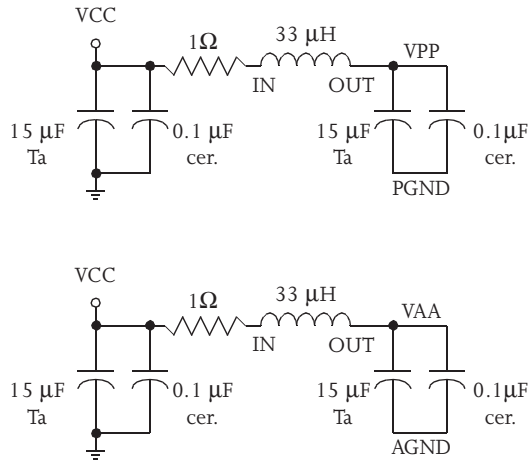 VCC
1Ω 33 µH VPP
IN OUT
15 µF 0.1 µF 15 µF 0.1µF
Ta cer. Ta cer.
PGND
VCC
1Ω 33 µH VAA
IN OUT
15 µF 0.1 µF 15 µF 0.1µF
Ta cer. Ta cer.
AGND